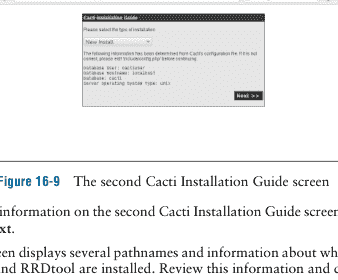 Cacti Installation Guide
Please select the type of installation
New Install
The following information has been determined from Cacti's configuration file. If it is not
correct, please edit 'include/config.php' before continuing.
Database User: cactiuser
Database Hostname: localhost
Database: cacti
Server Operating System Type: unix
Next >>
Figure 16-9 The second Cacti Installation Guide screen
information on the second Cacti Installation Guide screen
xt.
een displays several pathnames and information about wh
and RRDtool are installed. Review this information and c